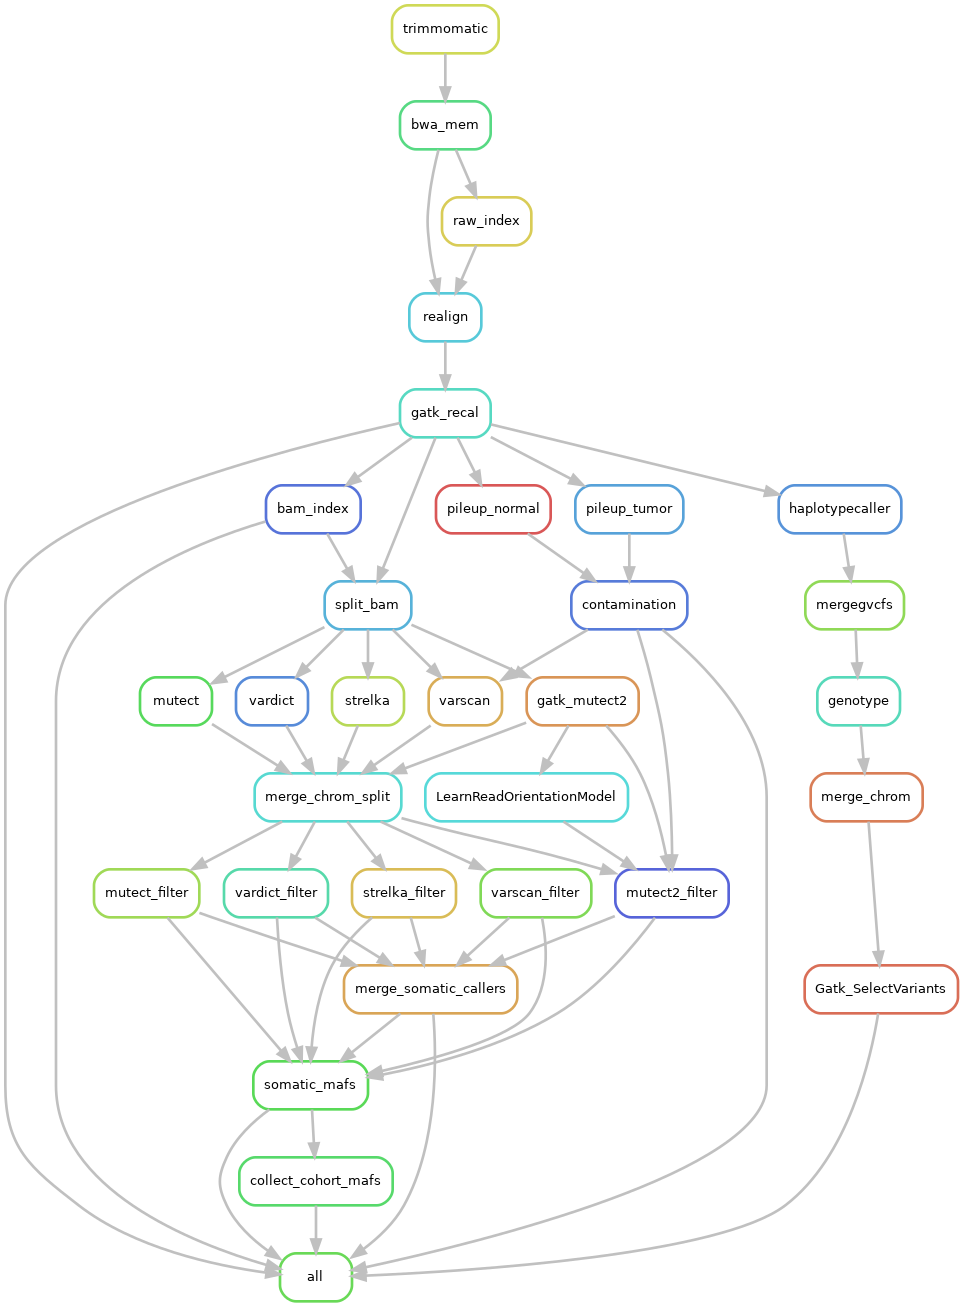 trimmomatic
bwa_mem
raw_index
realign
gatk_recal
bam_index
pileup_normal
pileup_tumor
haplotypecaller
split_bam
contamination
mergegvcfs
mutect
vardict
strelka
varscan
gatk_mutect2
genotype
merge_chrom_split
LearnReadOrientationModel
merge_chrom
mutect_filter
vardict_filter
strelka_filter
varscan_filter
mutect2_filter
merge_somatic_callers
Gatk_SelectVariants
somatic_mafs
collect_cohort_mafs
all